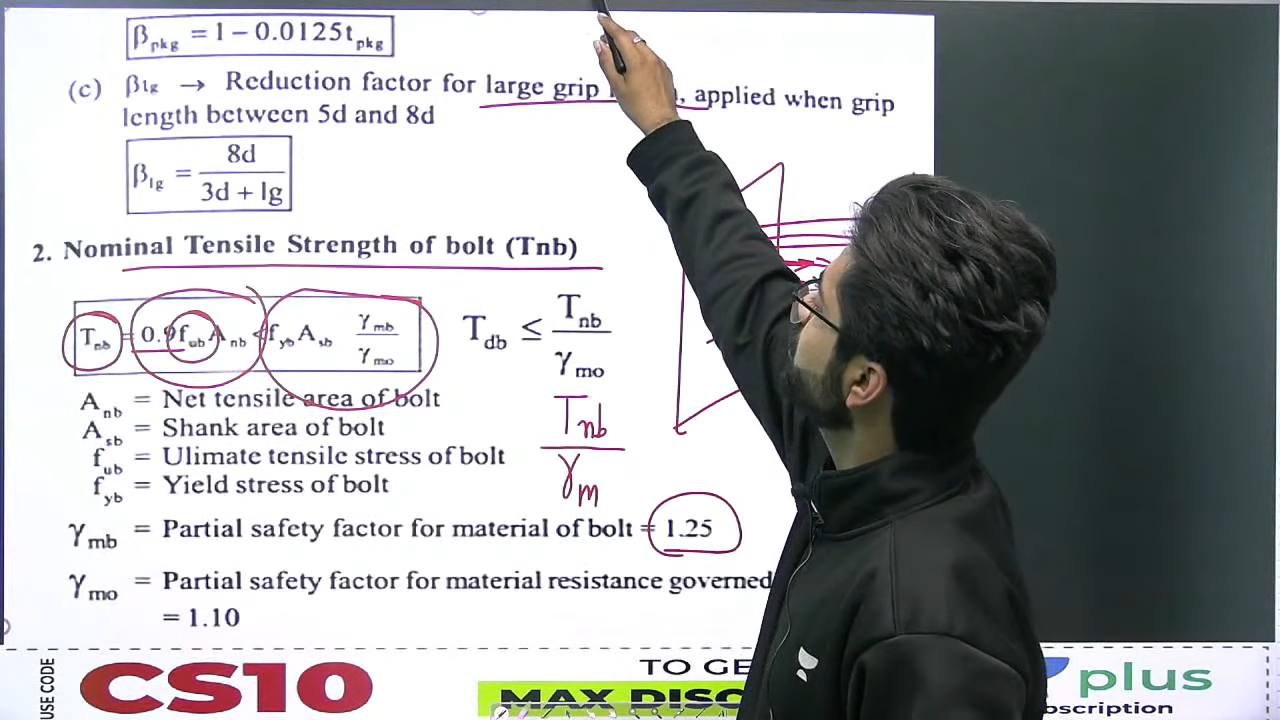 β_pkg = 1 – 0.0125t_pkg
(c) β_lg → Reduction factor for large grip , applied when grip
length between 5d and 8d
β_lg = 8d / 3d + lg
2. Nominal Tensile Strength of bolt (Tnb)
T_nb = 0.9f_ub A_nb < f_yb A_sb γ_mb / γ_mo T_db ≤ T_nb / γ_mo
A_nb = Net tensile area of bolt
A_sb = Shank area of bolt
T_nb / γ_m
f_ub = Ulimate tensile stress of bolt
f_yb = Yield stress of bolt
γ_mb = Partial safety factor for material of bolt = 1.25
γ_mo = Partial safety factor for material resistance governed
= 1.10
USE CODE
CS10
TO GE
MAX DISC
plus
bscription